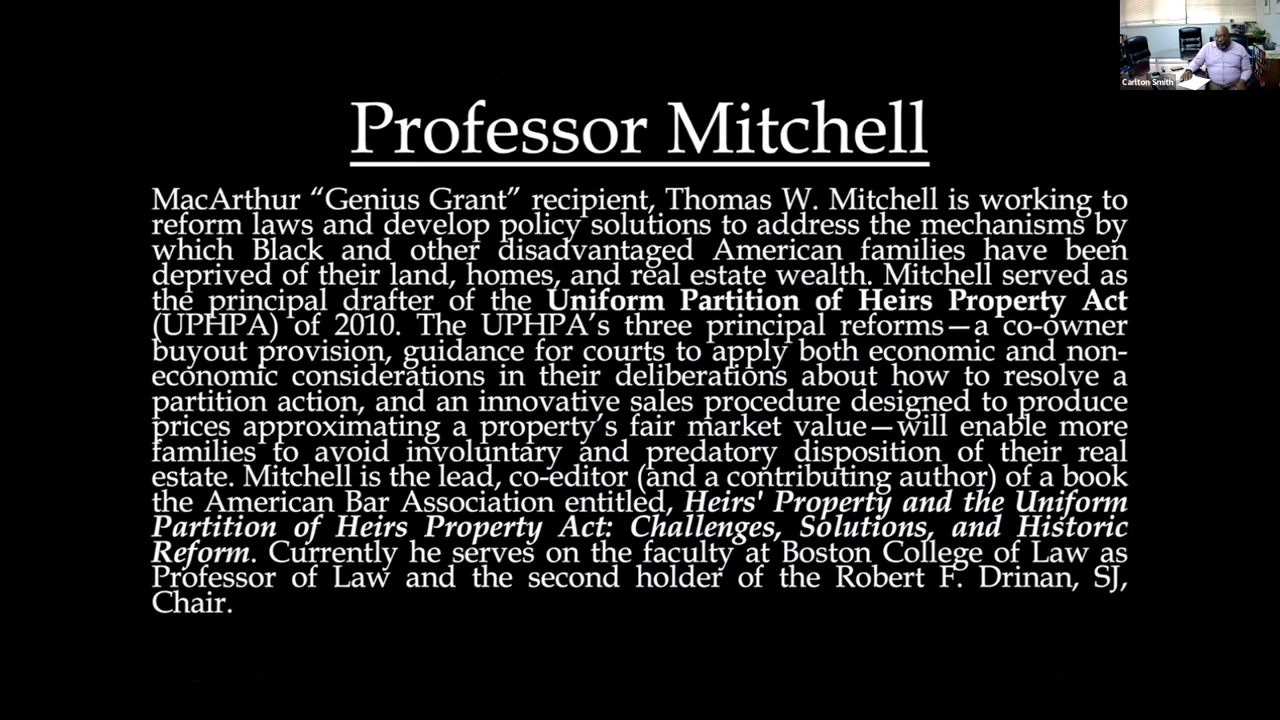 Carlton Smith
Professor Mitchell
MacArthur “Genius Grant” recipient, Thomas W. Mitchell is working to
reform laws and develop policy solutions to address the mechanisms by
which Black and other disadvantaged American families have been
deprived of their land, homes, and real estate wealth. Mitchell served as
the principal drafter of the Uniform Partition of Heirs Property Act
(UPHPA) of 2010. The UPHPA’s three principal reforms—a co-owner
buyout provision, guidance for courts to apply both economic and non-
economic considerations in their deliberations about how to resolve a
partition action, and an innovative sales procedure designed to produce
prices approximating a property’s fair market value—will enable more
families to avoid involuntary and predatory disposition of their real
estate. Mitchell is the lead, co-editor (and a contributing author) of a book
the American Bar Association entitled, Heirs' Property and the Uniform
Partition of Heirs Property Act: Challenges, Solutions, and Historic
Reform. Currently he serves on the faculty at Boston College of Law as
Professor of Law and the second holder of the Robert F. Drinan, SJ,
Chair.